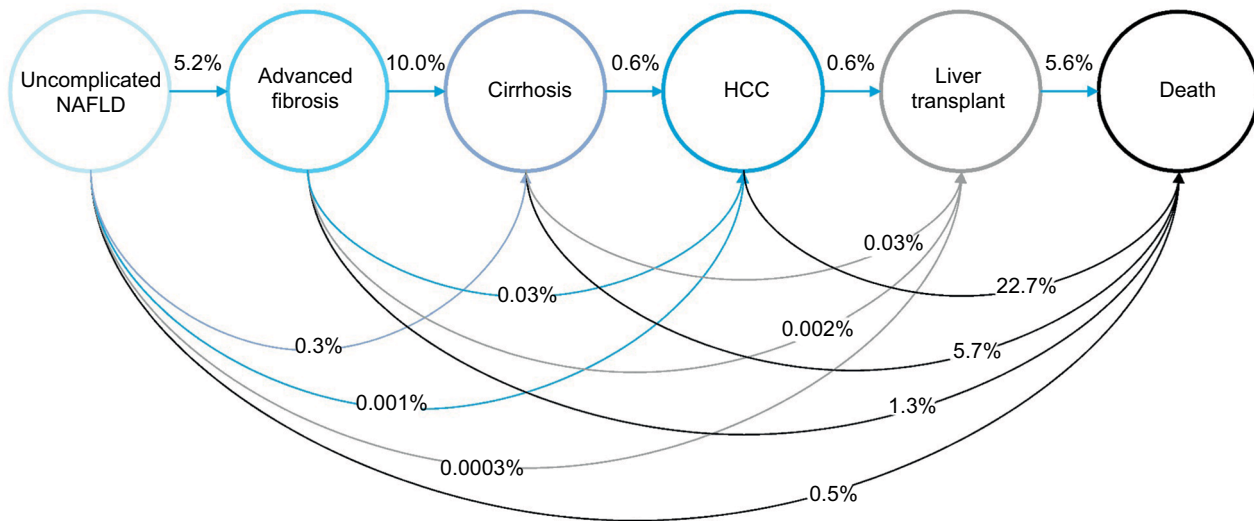 5.2%
10.0%
0.6%
0.6%
5.6%
Uncomplicated
NAFLD
Advanced
fibrosis
Cirrhosis
HCC
Liver
transplant
Death
0.03%
22.7%
0.03%
0.002%
0.3%
5.7%
0.001%
1.3%
0.0003%
0.5%